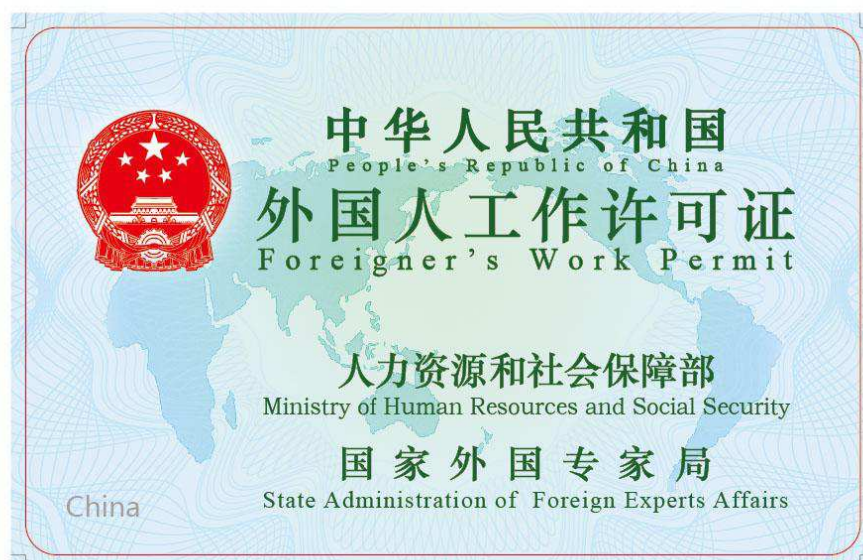 中华人民共和国
People's Republic of China
外国人工作许可证
Foreigner's Work Permit
人力资源和社会保障部
Ministry of Human Resources and Social Security
国家外国专家局
State Administration of Foreign Experts Affairs
China